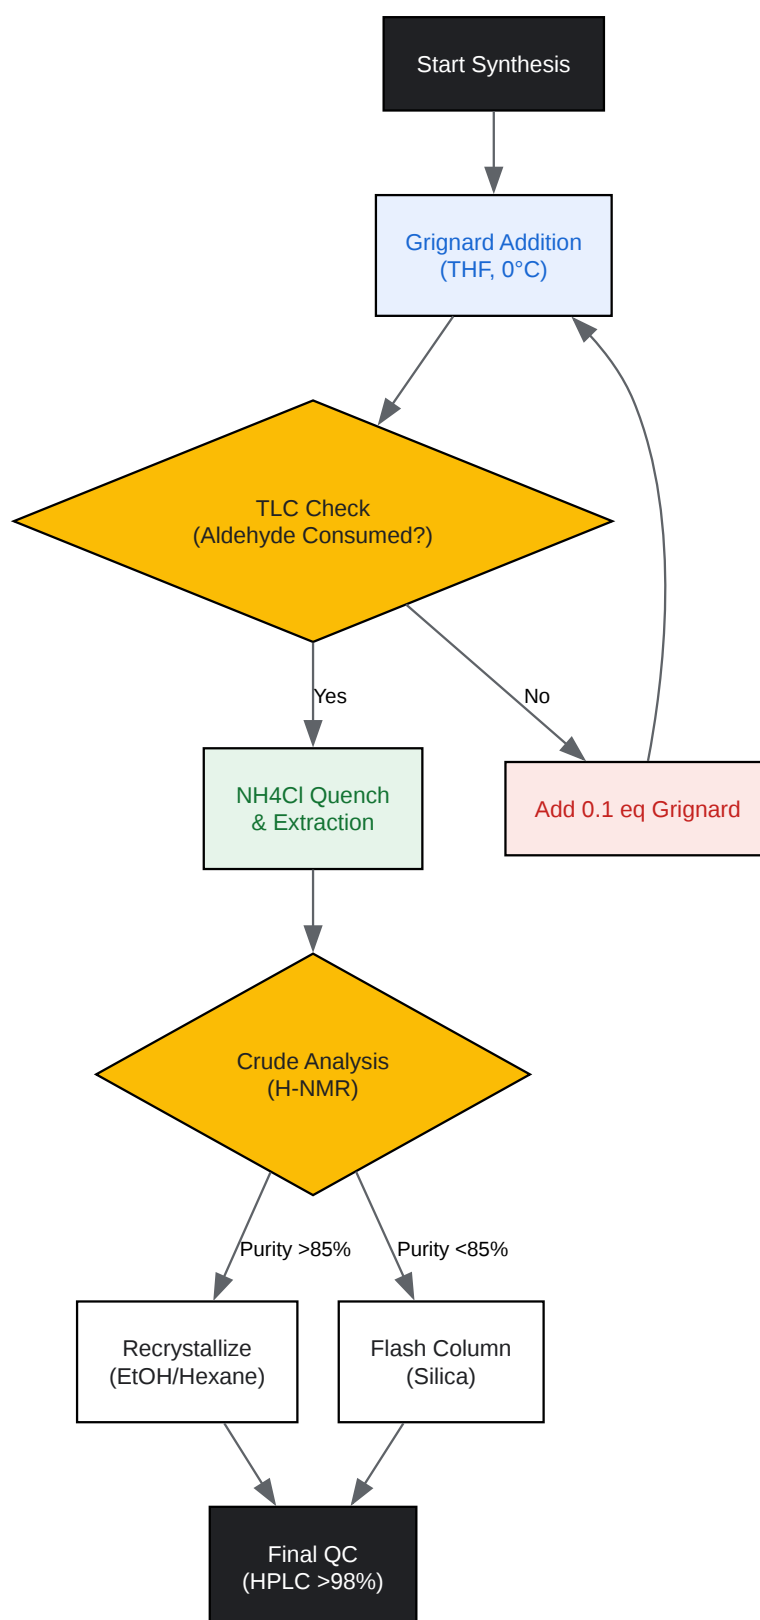 Start Synthesis
Grignard Addition
(THF, 0°C)
TLC Check
(Aldehyde Consumed?)
Yes
No
NH4Cl Quench
& Extraction
Add 0.1 eq Grignard
Crude Analysis
(H-NMR)
Purity >85%
Purity <85%
Recrystallize
(EtOH/Hexane)
Flash Column
(Silica)
Final QC
(HPLC >98%)